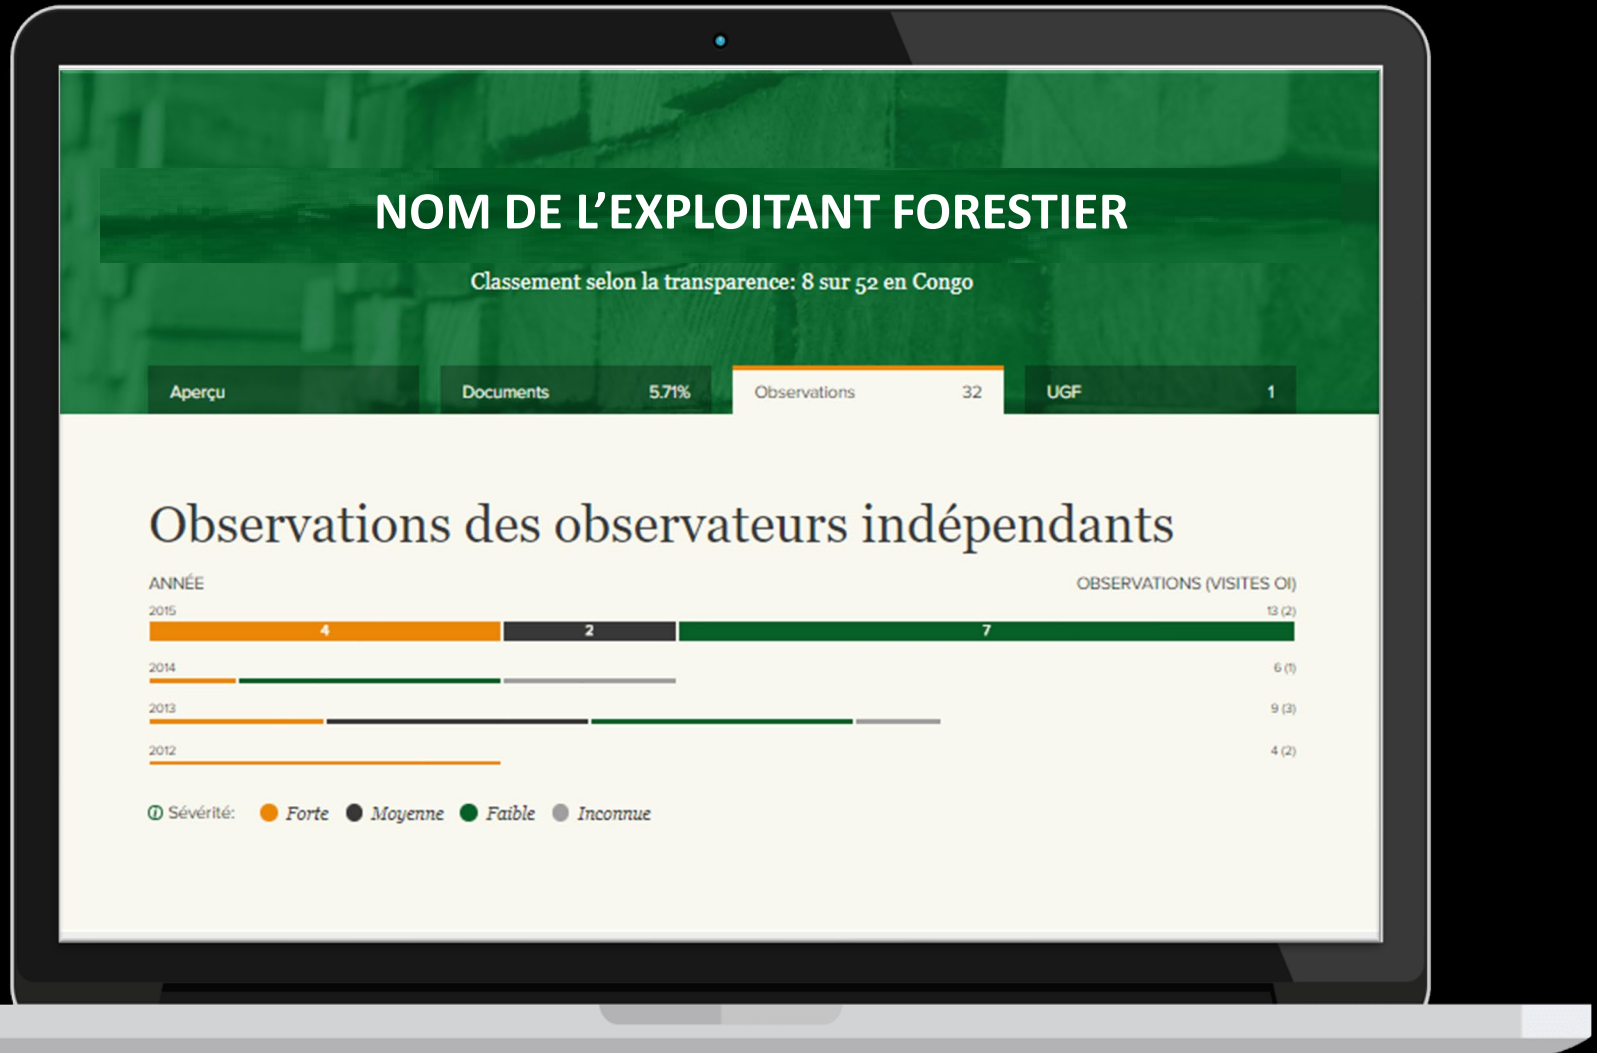 NOM DE L’EXPLOITANT FORESTIER
Classement selon la transparence: 8 sur 52 en Congo
Aperçu
Documents 5.71%
Observations 32
UGF 1
Observations des observateurs indépendants
ANNÉE OBSERVATIONS (VISITES OI)
2015 13 (2)
4 2 7
2014 6 (1)
2013 9 (3)
2012 4 (2)
Sévérité: Forte Moyenne Faible Inconnue